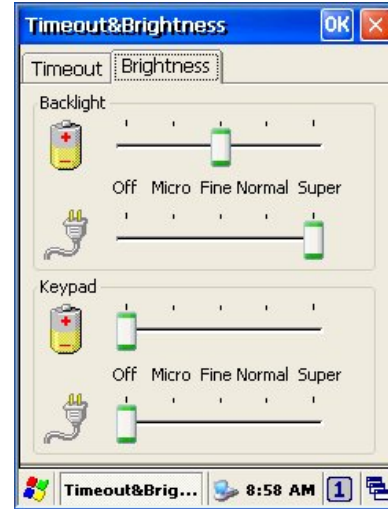 Timeout&Brightness OK
Timeout Brightness
Backlight
Off Micro Fine Normal Super
Keypad
Off Micro Fine Normal Super
Timeout&Brig... 8:58 AM 1